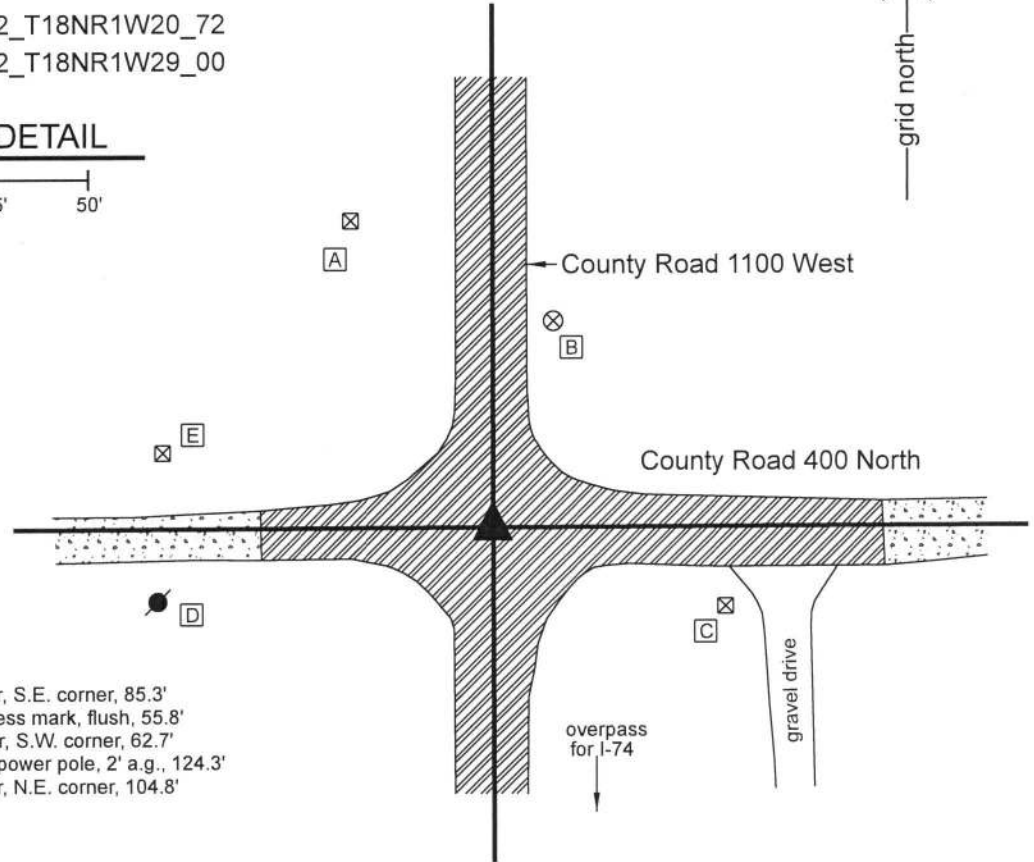 2_T18NR1W20_72
2_T18NR1W29_00
DETAIL
50'
grid north
A
County Road 1100 West
B
E
County Road 400 North
D
C
gravel drive
overpass
for I-74
r, S.E. corner, 85.3'
ess mark, flush, 55.8'
r, S.W. corner, 62.7'
power pole, 2' a.g., 124.3'
r, N.E. corner, 104.8'